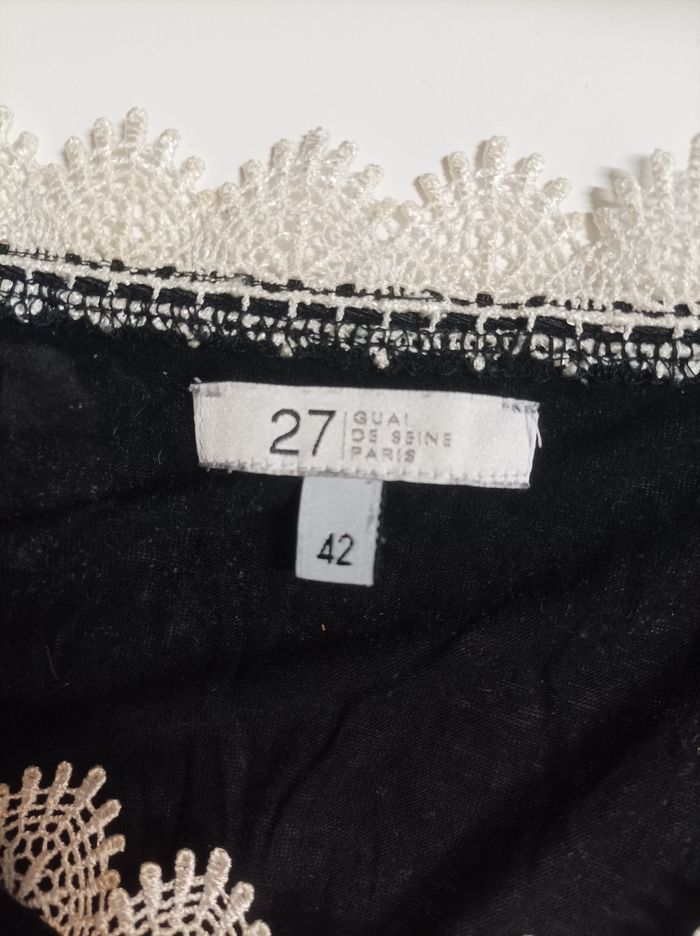 27
QUAI
DE SEINE
PARIS
42